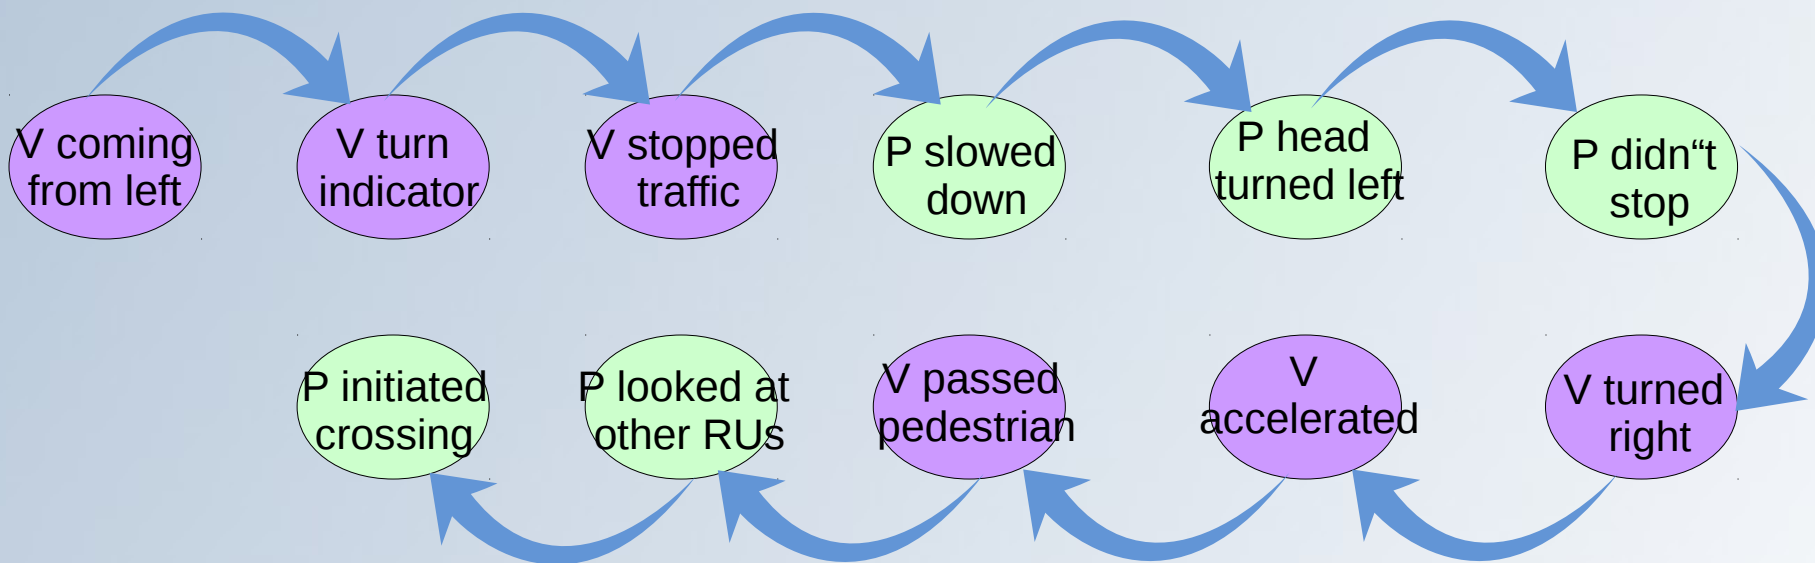 V coming
from left
V turn
indicator
V stopped
traffic
P slowed
down
P head
turned left
P didn“t
stop
P initiated
crossing
P looked at
other RUs
V passed
pedestrian
V
accelerated
V turned
right